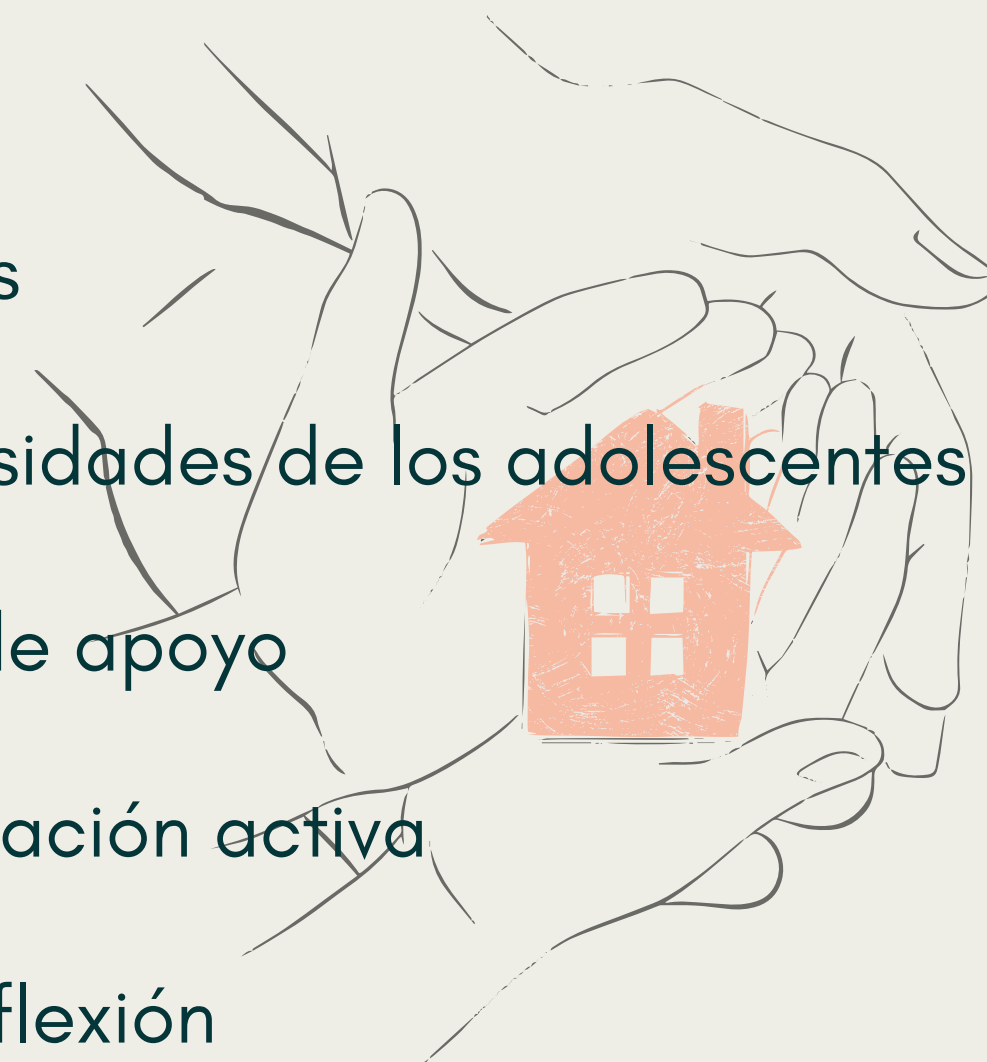 s
sidades de los adolescentes
le apoyo
ación activa
flexión